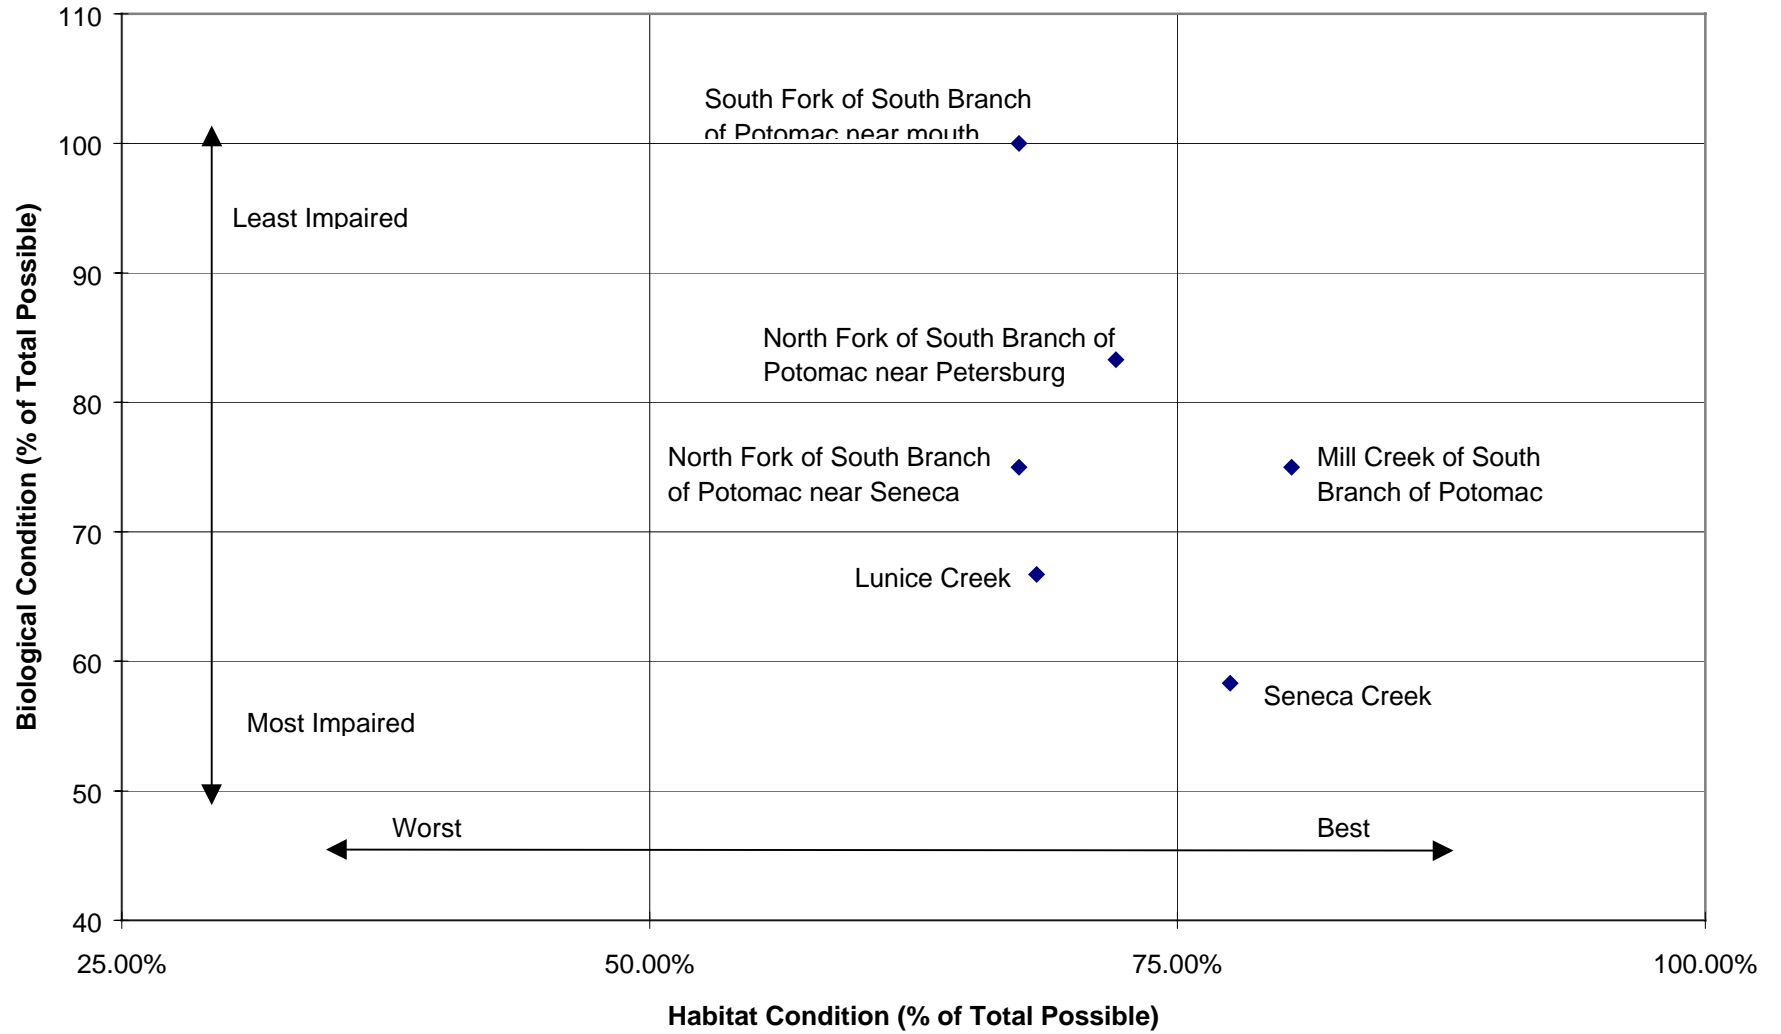 110
South Fork of South Branch
of Potomac near mouth
100
Least Impaired
90
North Fork of South Branch of
Potomac near Petersburg
80
North Fork of South Branch
of Potomac near Seneca
Mill Creek of South
Branch of Potomac
70
Lunice Creek
60
Seneca Creek
Most Impaired
50
Worst
Best
40
25.00%
50.00%
75.00%
100.00%
Habitat Condition (% of Total Possible)
Biological Condition (% of Total Possible)